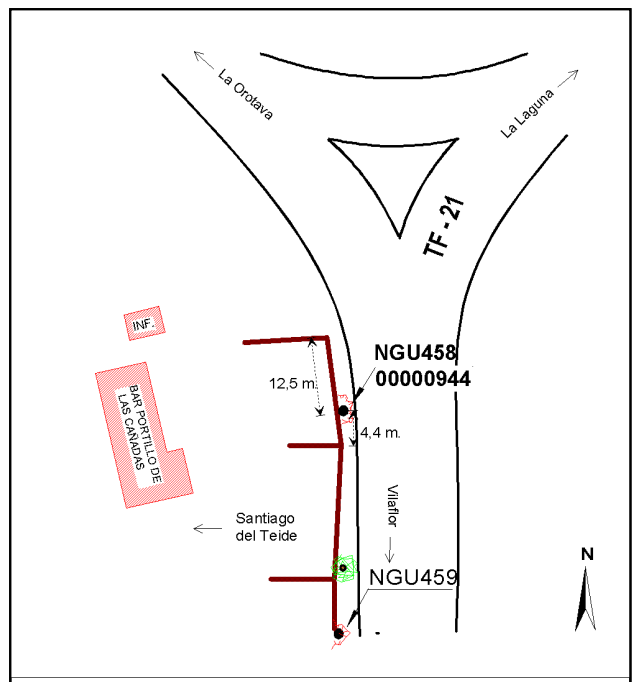 La Orotava
La Laguna
TF - 21
INF.
NGU458
00000944
12,5 m.
4,4 m.
BAR PORTILLO DE
LAS CAÑADAS
Vilaflor
Santiago
del Teide
N
NGU459